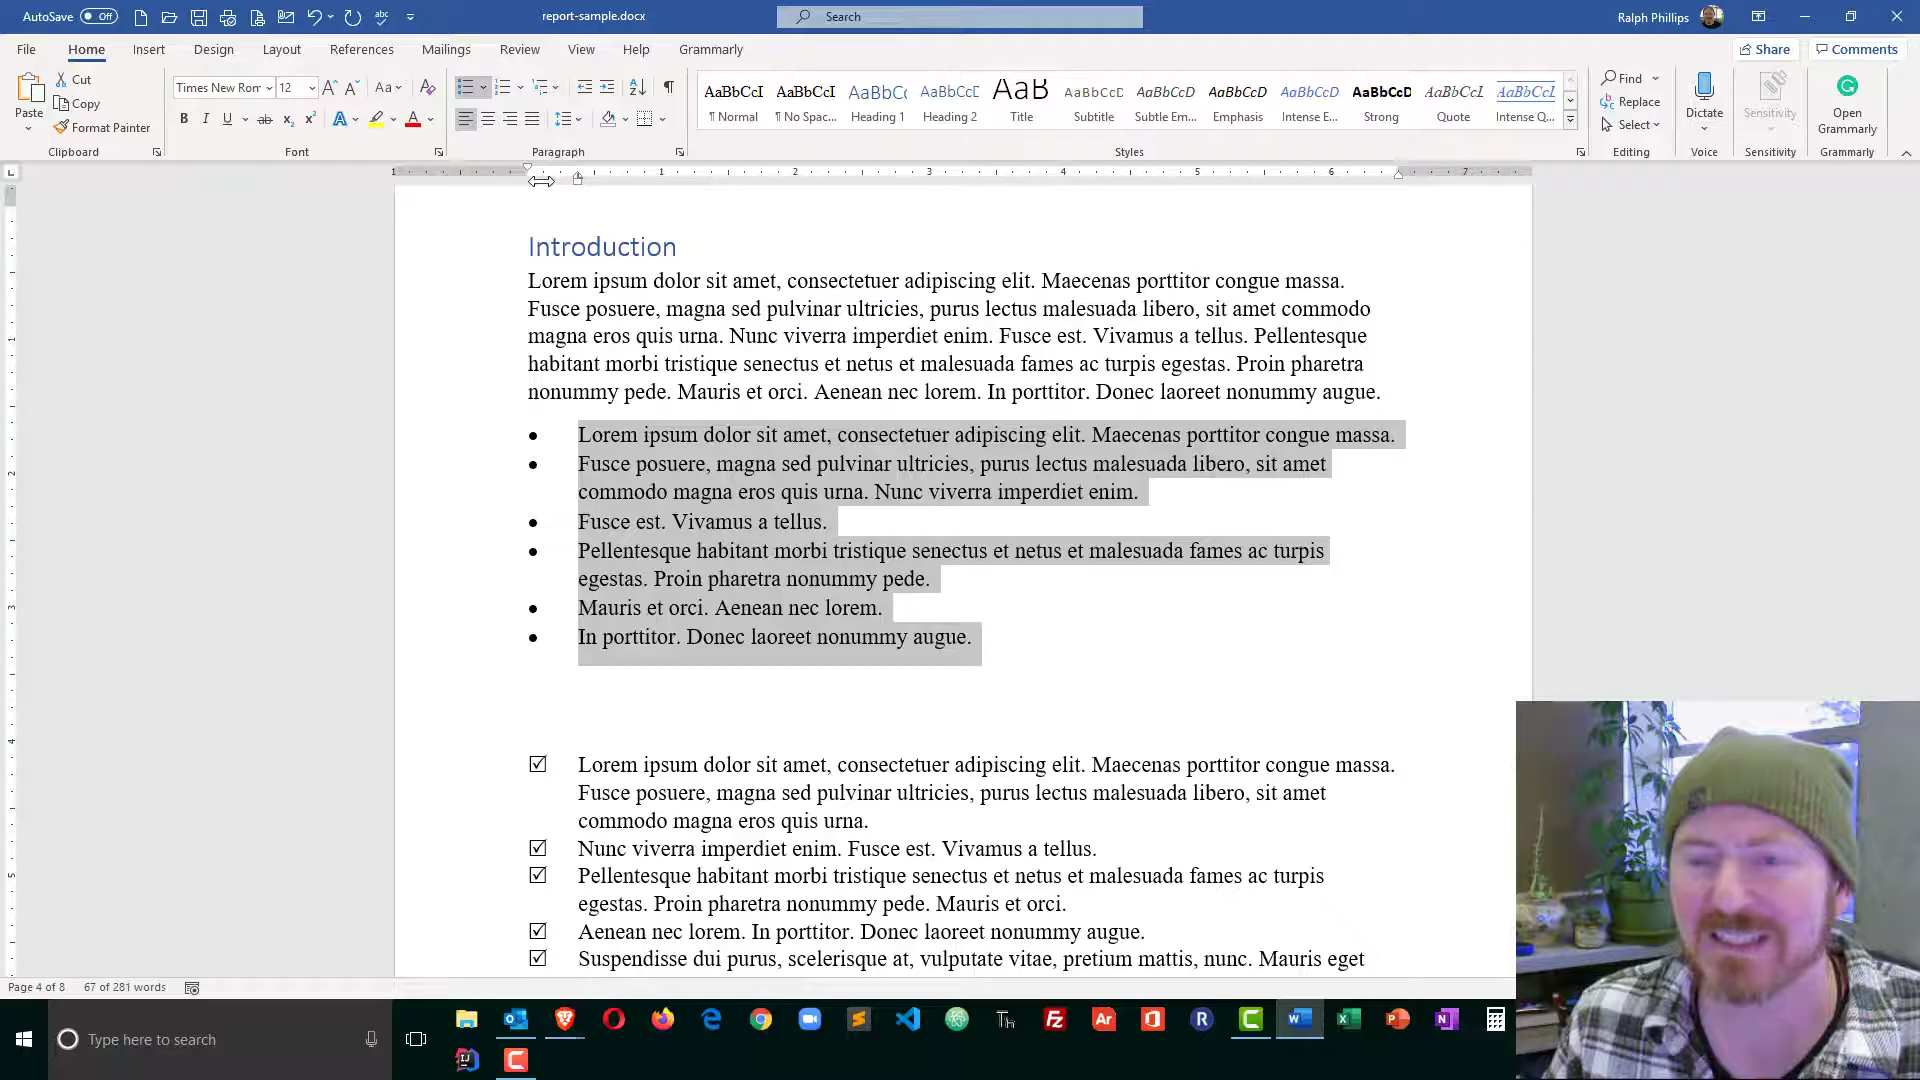 AutoSave Off report-sample.docx Search Ralph Phillips
File Home Insert Design Layout References Mailings Review View Help Grammarly Share Comments
Paste
Cut
Copy
Format Painter
Clipboard
Times New Ror 12
Font
Paragraph
AaBbCcI AaBbCcI AaBbCc AaBbCcD AaB AaBbCcD AaBbCcD AaBbCcD AaBbCcD AaBbCcD AaBbCcL AaBbCcL
¶ Normal ¶ No Spac... Heading 1 Heading 2 Title Subtitle Subtle Em... Emphasis Intense E... Strong Quote Intense Q...
Styles
Find
Replace
Select
Editing
Dictate
Voice
Sensitivity
Sensitivity
Open
Grammarly
Grammarly
1 1 2 3 4 5 6 7
Introduction
Lorem ipsum dolor sit amet, consectetuer adipiscing elit. Maecenas porttitor congue massa.
Fusce posuere, magna sed pulvinar ultricies, purus lectus malesuada libero, sit amet commodo
magna eros quis urna. Nunc viverra imperdiet enim. Fusce est. Vivamus a tellus. Pellentesque
habitant morbi tristique senectus et netus et malesuada fames ac turpis egestas. Proin pharetra
nonummy pede. Mauris et orci. Aenean nec lorem. In porttitor. Donec laoreet nonummy augue.
• Lorem ipsum dolor sit amet, consectetuer adipiscing elit. Maecenas porttitor congue massa.
• Fusce posuere, magna sed pulvinar ultricies, purus lectus malesuada libero, sit amet
commodo magna eros quis urna. Nunc viverra imperdiet enim.
• Fusce est. Vivamus a tellus.
• Pellentesque habitant morbi tristique senectus et netus et malesuada fames ac turpis
egestas. Proin pharetra nonummy pede.
• Mauris et orci. Aenean nec lorem.
• In porttitor. Donec laoreet nonummy augue.
☑ Lorem ipsum dolor sit amet, consectetuer adipiscing elit. Maecenas porttitor congue massa.
Fusce posuere, magna sed pulvinar ultricies, purus lectus malesuada libero, sit amet
commodo magna eros quis urna.
☑ Nunc viverra imperdiet enim. Fusce est. Vivamus a tellus.
☑ Pellentesque habitant morbi tristique senectus et netus et malesuada fames ac turpis
egestas. Proin pharetra nonummy pede. Mauris et orci.
☑ Aenean nec lorem. In porttitor. Donec laoreet nonummy augue.
☑ Suspendisse dui purus, scelerisque at, vulputate vitae, pretium mattis, nunc. Mauris eget
Page 4 of 8 67 of 281 words
Type here to search